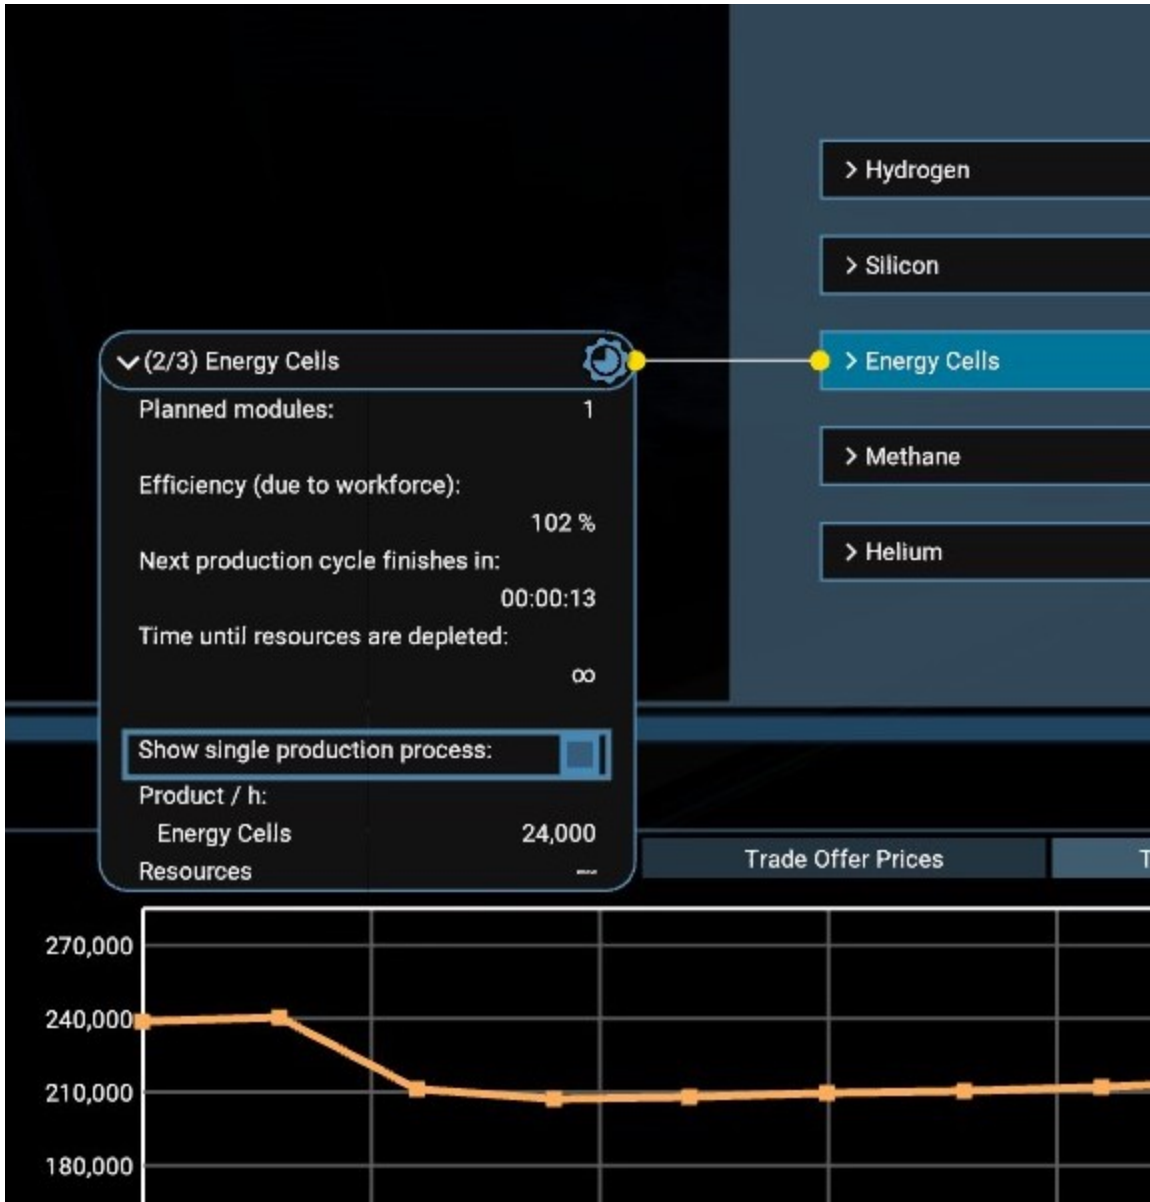 Hydrogen
Silicon
(2/3) Energy Cells
Energy Cells
Planned modules: 1
Methane
Efficiency (due to workforce):
102 %
Next production cycle finishes in:
Helium
00:00:13
Time until resources are depleted:
∞
Show single production process:
Product / h:
Energy Cells 24,000
Trade Offer Prices T
Resources --
270,000
240,000
210,000
180,000